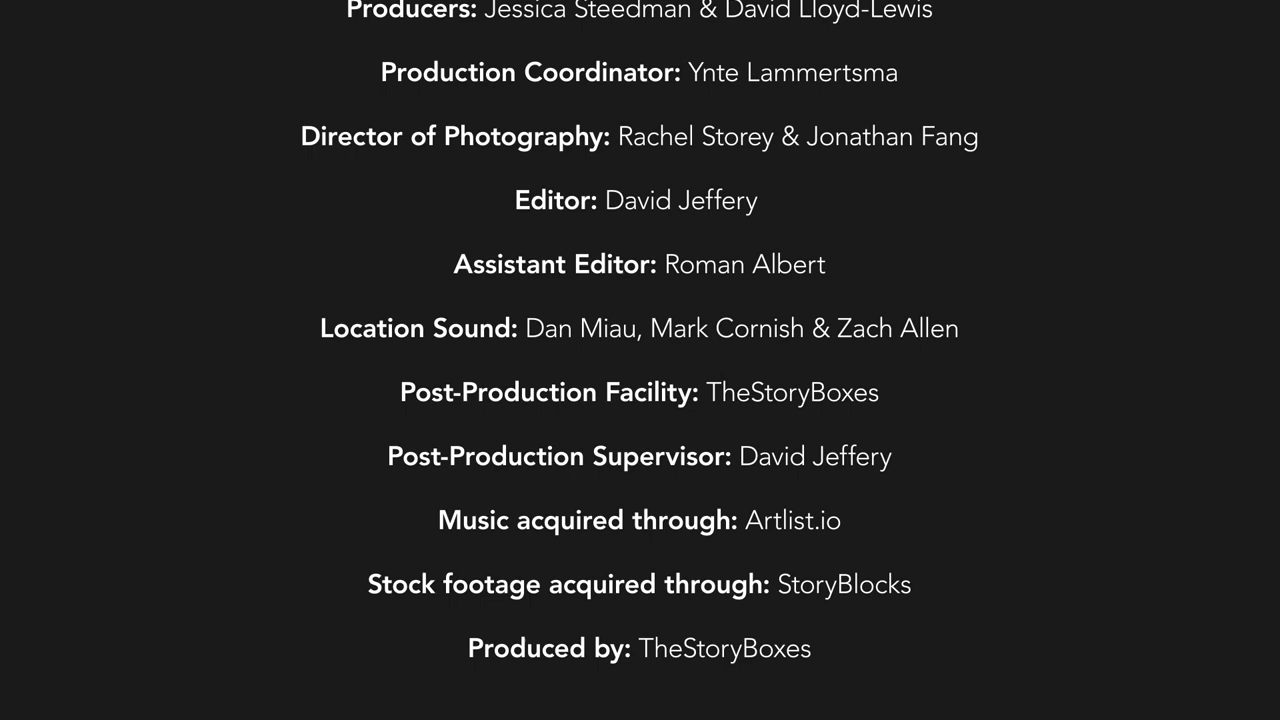 Producers: Jessica Steedman & David Lloyd-Lewis
Production Coordinator: Ynte Lammertsma
Director of Photography: Rachel Storey & Jonathan Fang
Editor: David Jeffery
Assistant Editor: Roman Albert
Location Sound: Dan Miau, Mark Cornish & Zach Allen
Post-Production Facility: TheStoryBoxes
Post-Production Supervisor: David Jeffery
Music acquired through: Artlist.io
Stock footage acquired through: StoryBlocks
Produced by: TheStoryBoxes